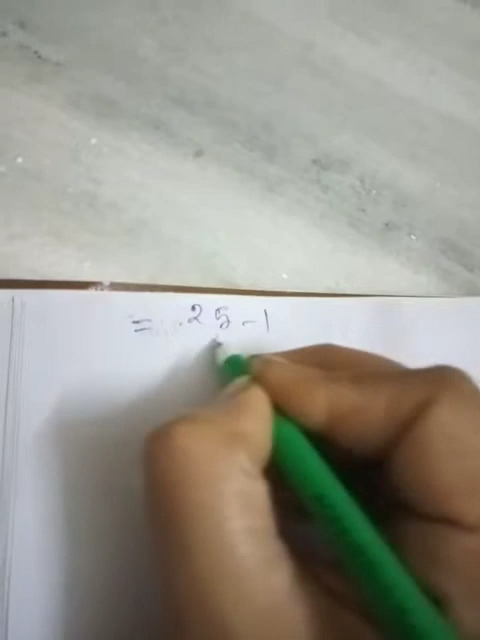 = .25-1